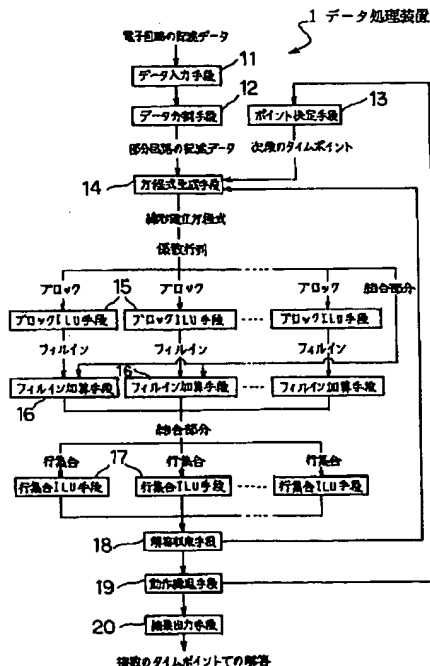 1 データ処理装置
電子回路の記述データ
11
データ入力手段
12
データ分割手段
13
ポイント決定手段
部分回路の記述データ
次段のタイムポイント
14
方程式生成手段
線形連立方程式
係数行列
ブロック ブロック ブロック 結合部分
15
ブロックILU手段 ブロックILU手段 ブロックILU手段
フィルイン フィルイン フィルイン
16
フィルイン加算手段 フィルイン加算手段 フィルイン加算手段
16
結合部分
行集合 行集合 行集合
17
行集合ILU手段 行集合ILU手段 行集合ILU手段
18
解答収束手段
19
動作繰返手段
20
結果出力手段
複数のタイムポイントでの解答